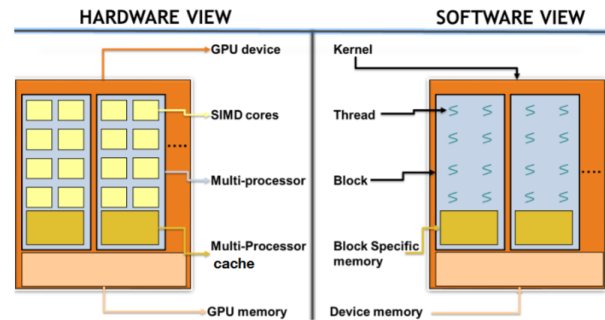 HARDWARE VIEW
GPU device
SIMD cores
Multi-processor
Multi-Processor
cache
GPU memory
SOFTWARE VIEW
Kernel
Thread
Block
Block Specific
memory
Device memory